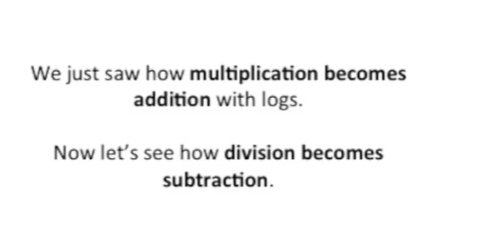 We just saw how multiplication becomes
addition with logs.
Now let's see how division becomes
subtraction.